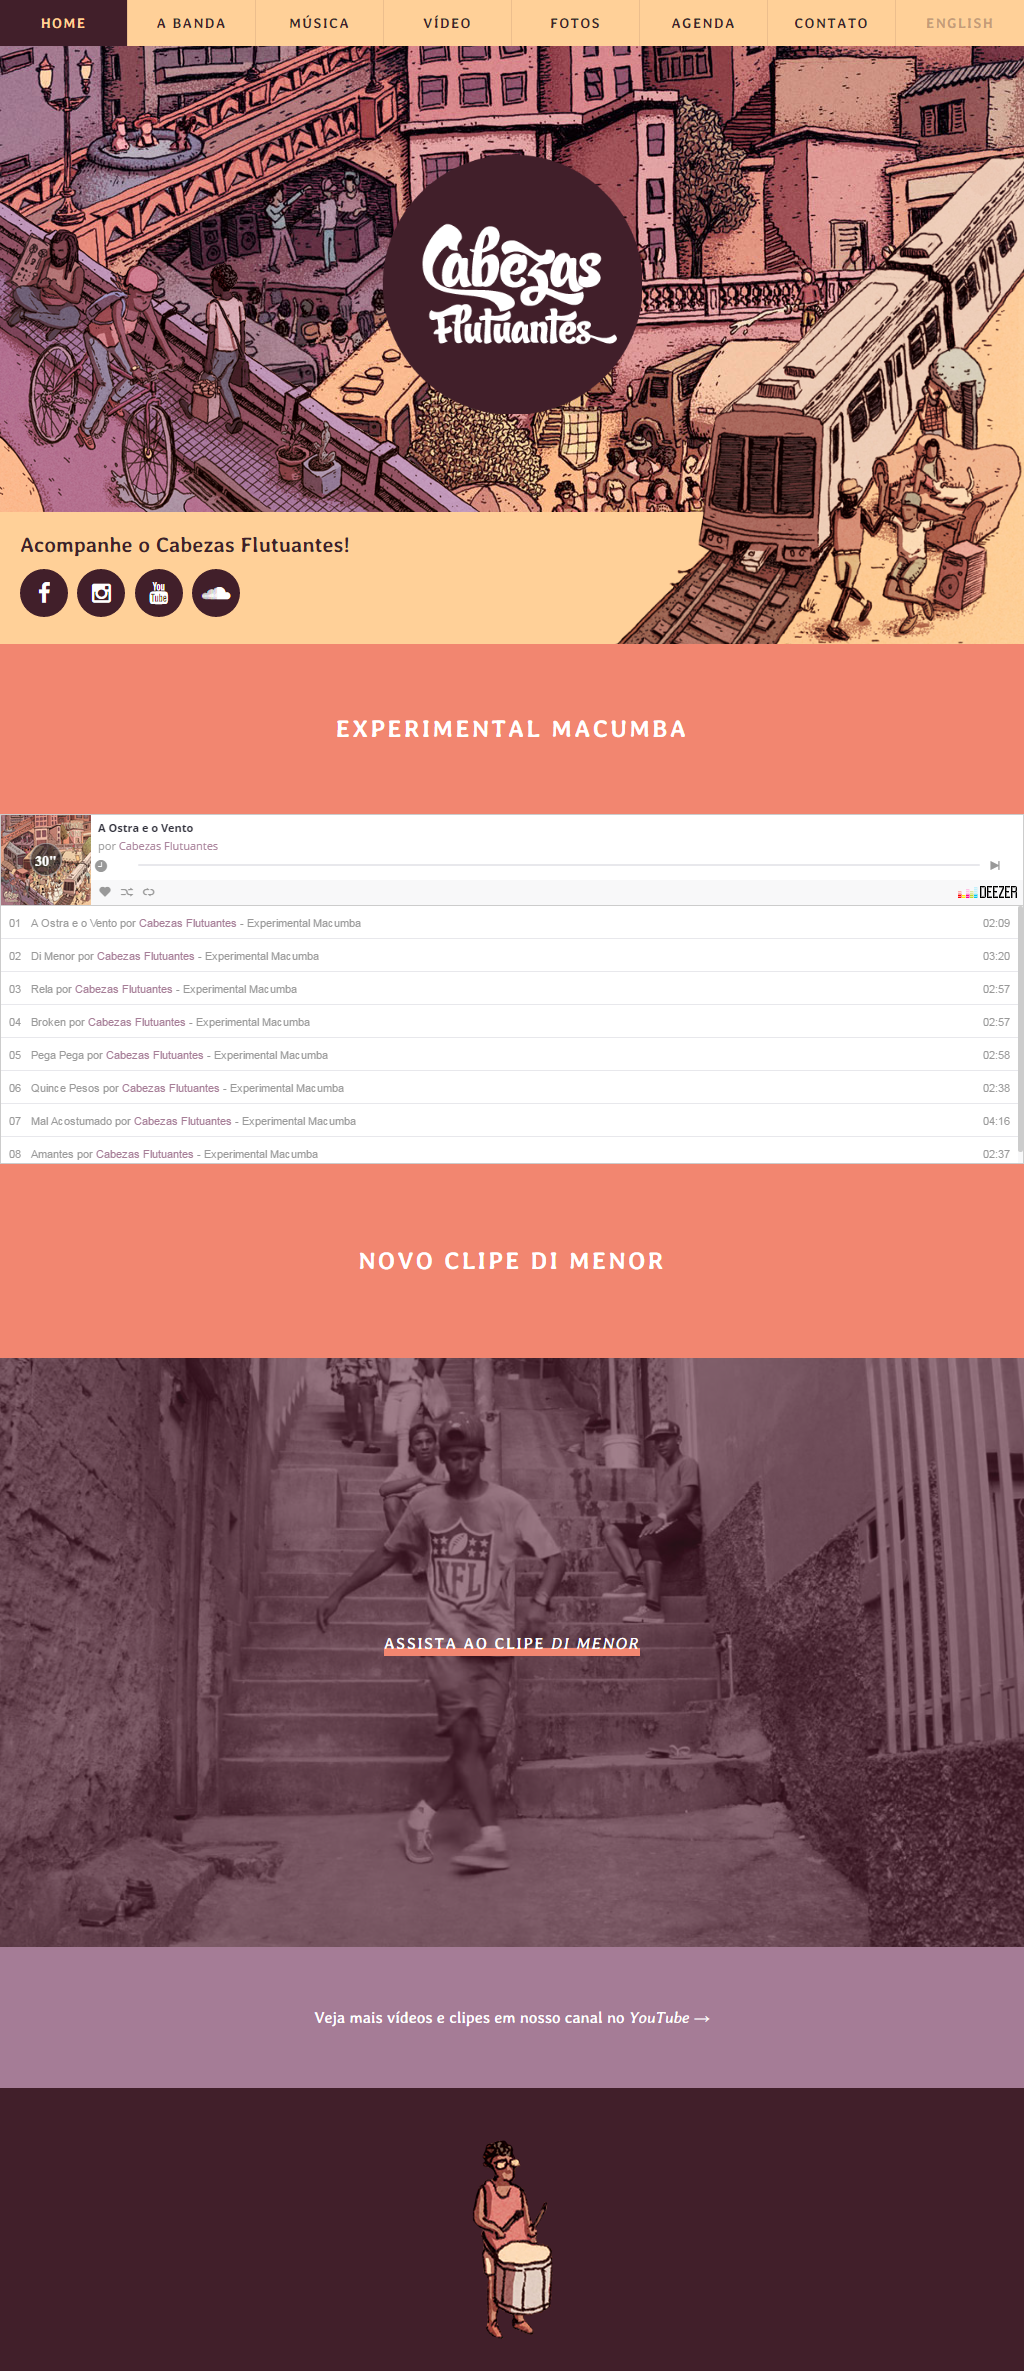 HOME A BANDA MÚSICA VÍDEO FOTOS AGENDA CONTATO ENGLISH
Cabezas
Flutuantes
Acompanhe o Cabezas Flutuantes!
You
Tube
EXPERIMENTAL MACUMBA
A Ostra e o Vento
por Cabezas Flutuantes
30"
DEEZER
01 A Ostra e o Vento por Cabezas Flutuantes - Experimental Macumba 02:09
02 Di Menor por Cabezas Flutuantes - Experimental Macumba 03:20
03 Rela por Cabezas Flutuantes - Experimental Macumba 02:57
04 Broken por Cabezas Flutuantes - Experimental Macumba 02:57
05 Pega Pega por Cabezas Flutuantes - Experimental Macumba 02:58
06 Quince Pesos por Cabezas Flutuantes - Experimental Macumba 02:38
07 Mal Acostumado por Cabezas Flutuantes - Experimental Macumba 04:16
08 Amantes por Cabezas Flutuantes - Experimental Macumba 02:37
NOVO CLIPE DI MENOR
NFL
ASSISTA AO CLIPE DI MENOR
Veja mais vídeos e clipes em nosso canal no YouTube →